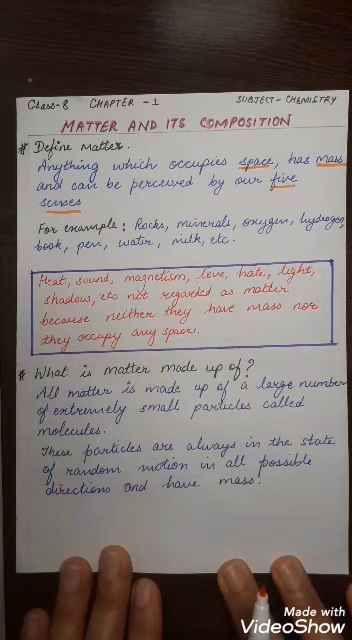 Class-8 CHAPTER -1 SUBJECT- CHEMISTRY
MATTER AND ITS COMPOSITION
# Define Matter.
Anything which occupies space, has mass
and can be perceived by our five
senses
For example: Rocks, minerals, oxygen, hydrogen,
book, pen, water, milk, etc.
Heat, sound, magnetism, love, hate, light,
shadow, etc not regarded as matter
because neither they have mass nor
they occupy any space.
# What is matter made up of?
All matter is made up of a large number
of extremely small particles called
molecules.
These particles are always in the state
of random motion in all possible
directions and have mass.
Made with
VideoShow